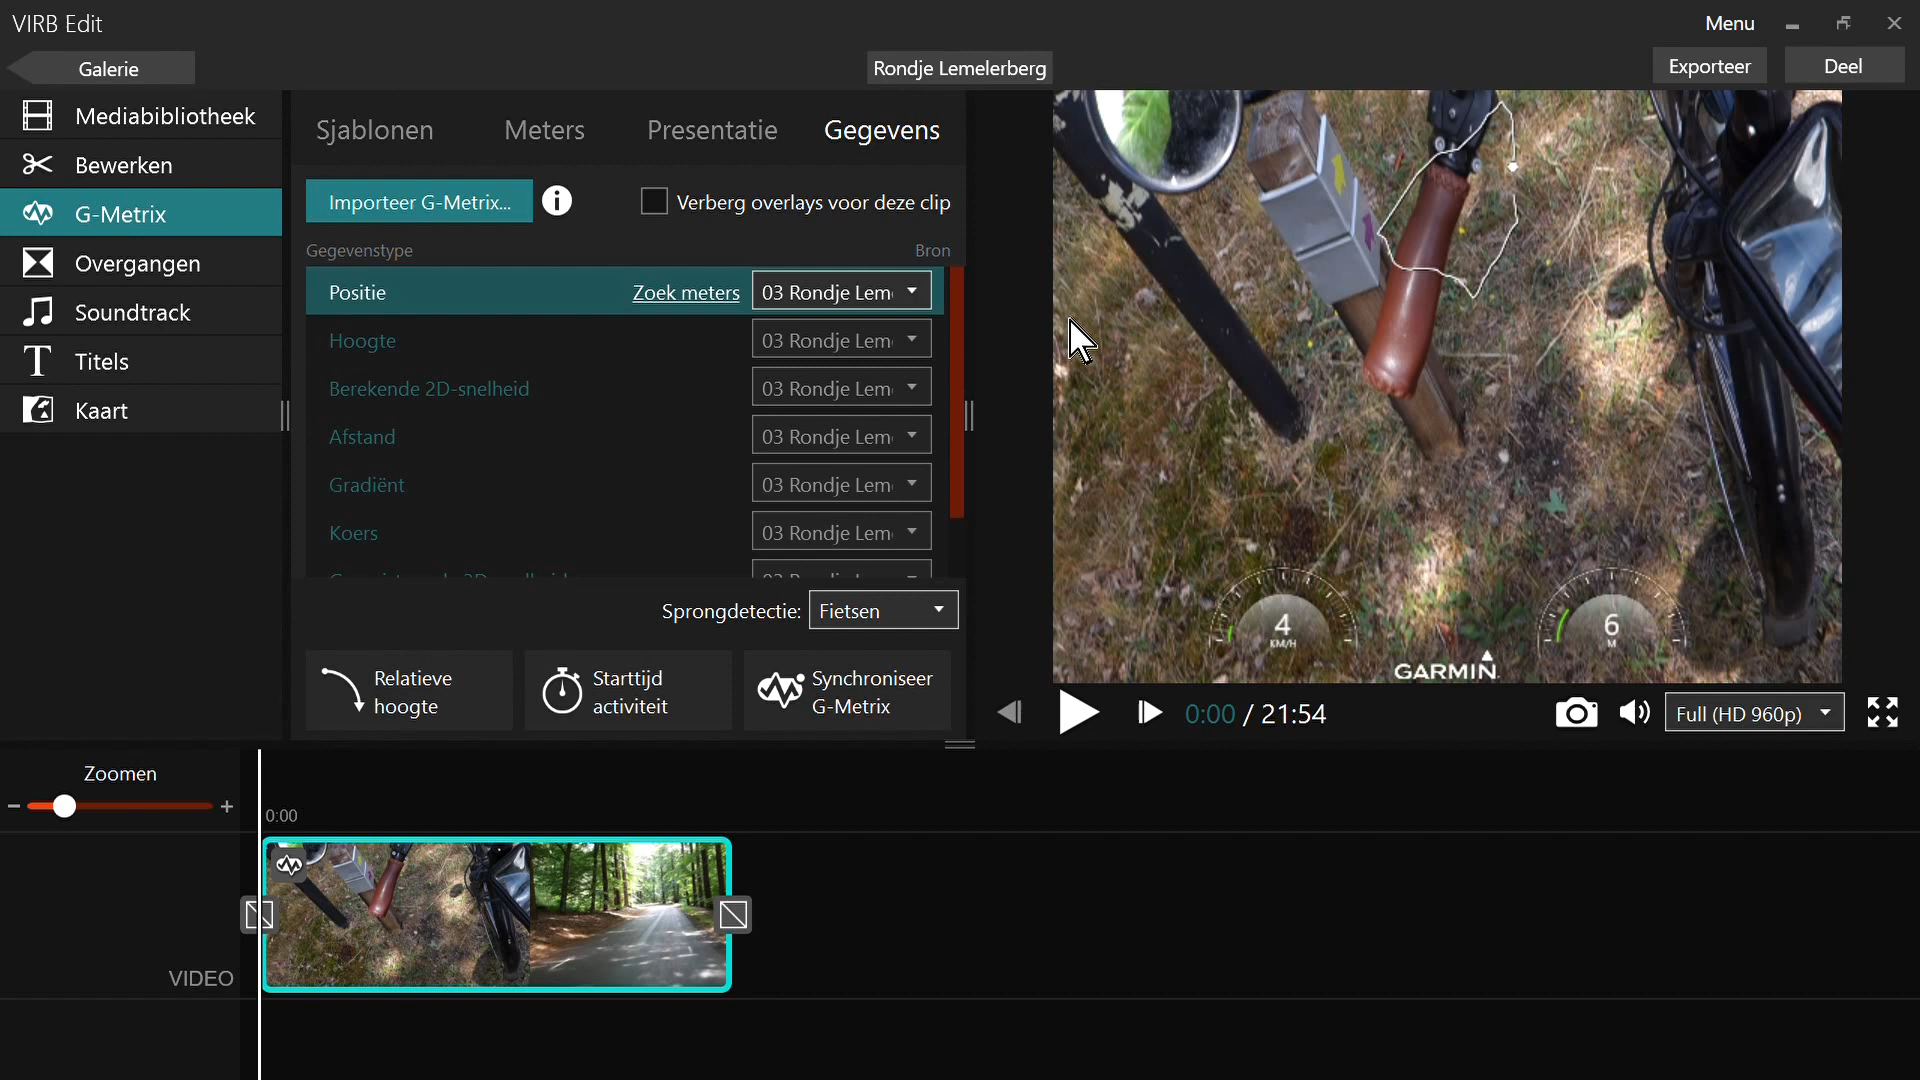 VIRB Edit
Menu
Galerie
Rondje Lemelerberg
Exporteer
Deel
Mediabibliotheek
Bewerken
G-Metrix
Overgangen
Soundtrack
Titels
Kaart
Sjablonen Meters Presentatie Gegevens
Importeer G-Metrix...
Verberg overlays voor deze clip
Gegevenstype Bron
Positie Zoek meters 03 Rondje Lem
Hoogte 03 Rondje Lem
Berekende 2D-snelheid 03 Rondje Lem
Afstand 03 Rondje Lem
Gradiënt 03 Rondje Lem
Koers 03 Rondje Lem
Sprongdetectie: Fietsen
Relatieve
hoogte
Starttijd
activiteit
Synchroniseer
G-Metrix
4
KM/H
6
M
GARMIN
0:00 / 21:54
Full (HD 960p)
Zoomen
- +
0:00
VIDEO